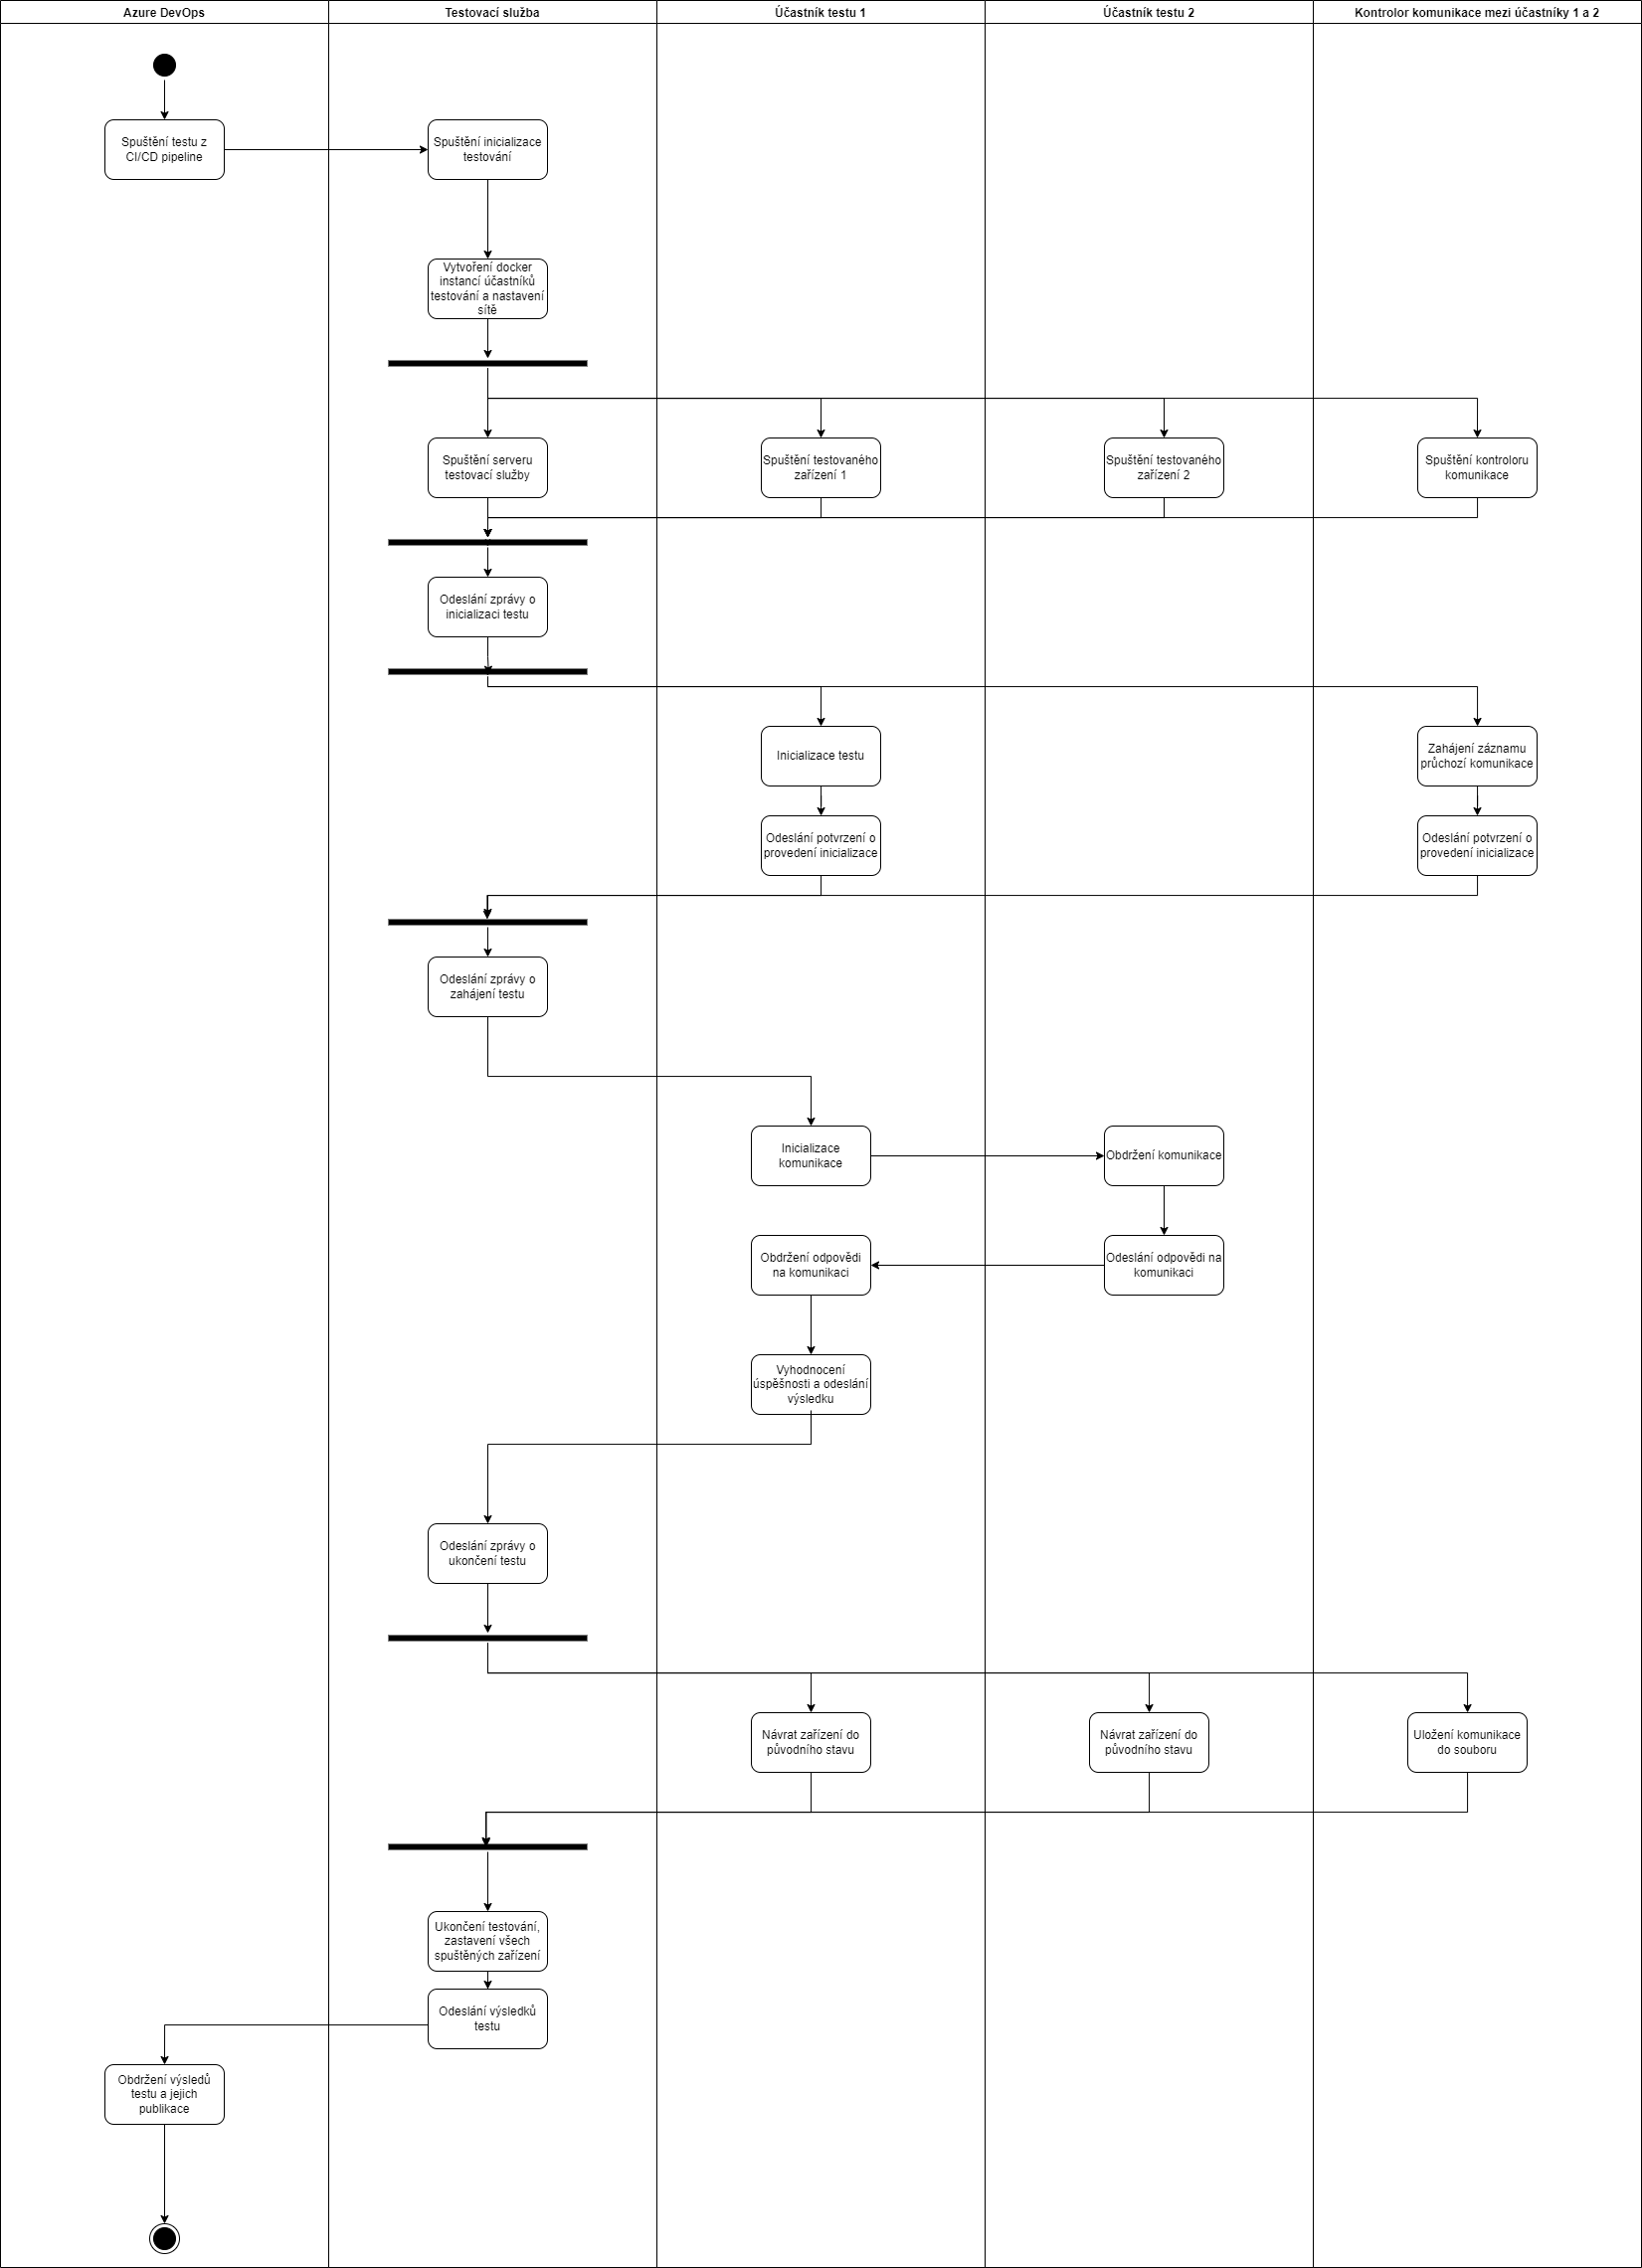 Azure DevOps
Testovací služba
Účastník testu 1
Účastník testu 2
Kontrolor komunikace mezi účastníky 1 a 2
Spuštění testu z
CI/CD pipeline
Spuštění inicializace
testování
Vytvoření docker
instancí účastníků
testování a nastavení
sítě
Spuštění serveru
testovací služby
Spuštění testovaného
zařízení 1
Spuštění testovaného
zařízení 2
Spuštění kontroloru
komunikace
Odeslání zprávy o
inicializaci testu
Inicializace testu
Zahájení záznamu
průchozí komunikace
Odeslání potvrzení o
provedení inicializace
Odeslání potvrzení o
provedení inicializace
Odeslání zprávy o
zahájení testu
Inicializace
komunikace
Obdržení komunikace
Obdržení odpovědi
na komunikaci
Odeslání odpovědi na
komunikaci
Vyhodnocení
úspěšnosti a odeslání
výsledku
Odeslání zprávy o
ukončení testu
Návrat zařízení do
původního stavu
Návrat zařízení do
původního stavu
Uložení komunikace
do souboru
Ukončení testování,
zastavení všech
spuštěných zařízení
Odeslání výsledků
testu
Obdržení výsledů
testu a jejich
publikace